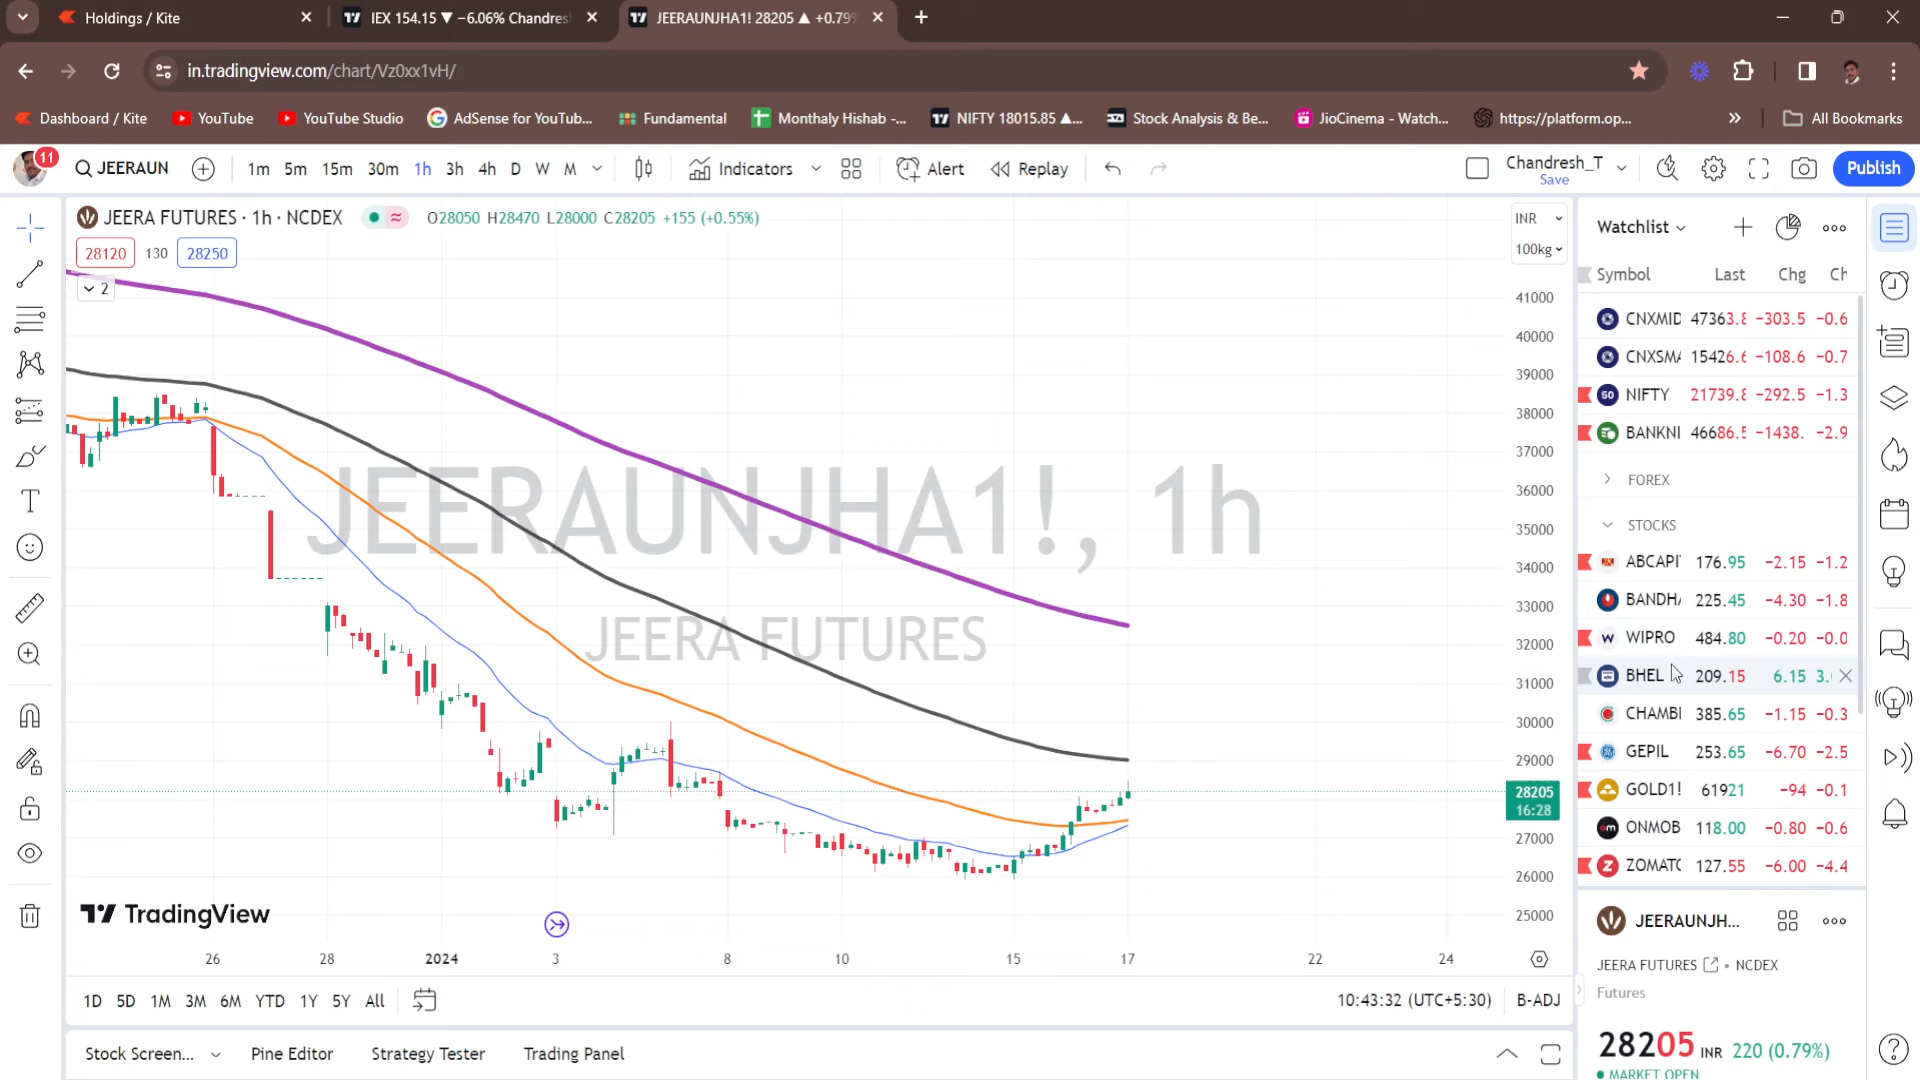 Holdings / Kite
IEX 154.15 ▼ −6.06% Chandres
JEERAUNJHA1! 28205 ▲ +0.79%
in.tradingview.com/chart/Vz0xx1vH/
Dashboard / Kite
YouTube
YouTube Studio
AdSense for YouTub...
Fundamental
Monthaly Hishab -...
NIFTY 18015.85 ▲...
Stock Analysis & Be...
JioCinema - Watch...
https://platform.op...
All Bookmarks
11
JEERAUN
1m 5m 15m 30m 1h 3h 4h D W M
Indicators
Alert
Replay
Chandresh_T
Save
Publish
JEERA FUTURES · 1h · NCDEX
O28050 H28470 L28000 C28205 +155 (+0.55%)
28120 130 28250
2
INR
100kg
41000
40000
39000
38000
37000
36000
35000
34000
33000
32000
31000
30000
29000
28205
16:28
27000
26000
25000
JEERAUNJHA1!, 1h
JEERA FUTURES
TradingView
26 28 2024 3 8 10 15 17 22 24
1D 5D 1M 3M 6M YTD 1Y 5Y All
10:43:32 (UTC+5:30) B-ADJ
Stock Screen... Pine Editor Strategy Tester Trading Panel
Watchlist
Symbol Last Chg Ch
CNXMID 47363.8 −303.5 −0.6
CNXSMA 15426.6 −108.6 −0.7
50 NIFTY 21739.8 −292.5 −1.3
BANKNI 46686.5 −1438. −2.9
FOREX
STOCKS
ABCAPI 176.95 −2.15 −1.2
BANDHA 225.45 −4.30 −1.8
W WIPRO 484.80 −0.20 −0.0
BHEL 209.15 6.15 3.
CHAMBI 385.65 −1.15 −0.3
GEPIL 253.65 −6.70 −2.5
GOLD1! 61921 −94 −0.1
om ONMOB 118.00 −0.80 −0.6
Z ZOMATO 127.55 −6.00 −4.4
JEERAUNJH...
JEERA FUTURES • NCDEX
Futures
28205 INR 220 (0.79%)
MARKET OPEN